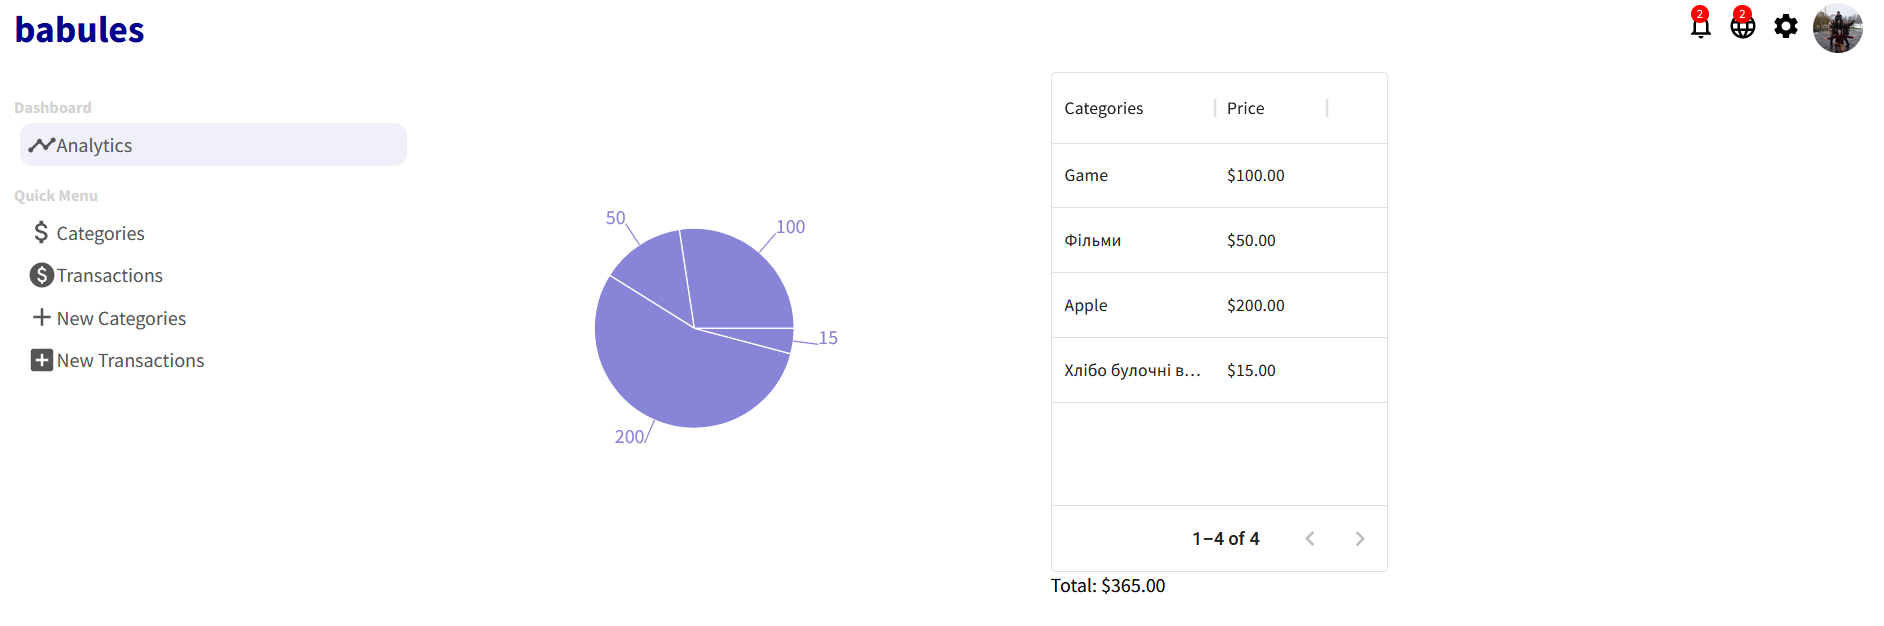 babules
2
2
Dashboard
Analytics
Quick Menu
Categories
Transactions
New Categories
New Transactions
50
100
15
200
Categories Price
Game $100.00
Фільми $50.00
Apple $200.00
Хлібо булочні в... $15.00
1–4 of 4
Total: $365.00